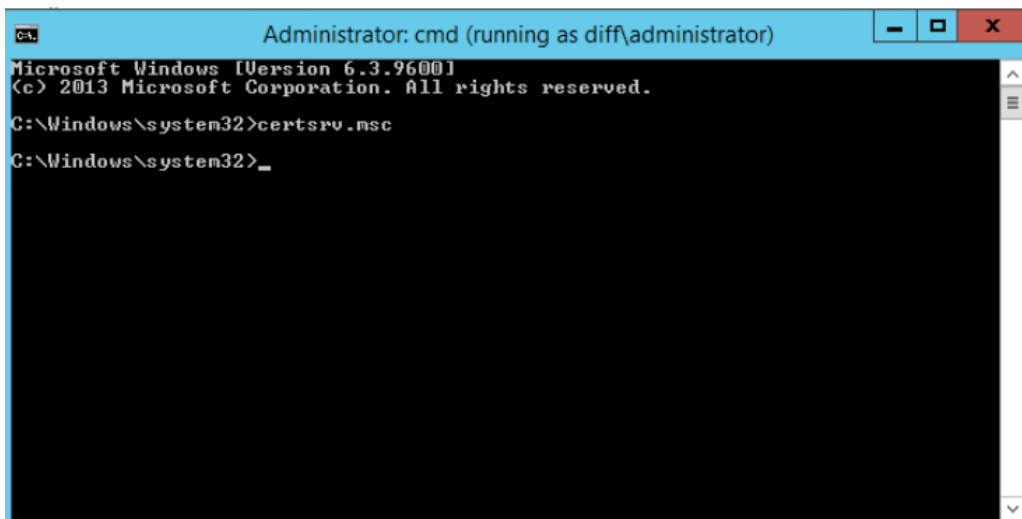 Administrator: cmd (running as diff\administrator)
Microsoft Windows [Version 6.3.9600]
(c) 2013 Microsoft Corporation. All rights reserved.
C:\Windows\system32>certsrv.msc
C:\Windows\system32>_